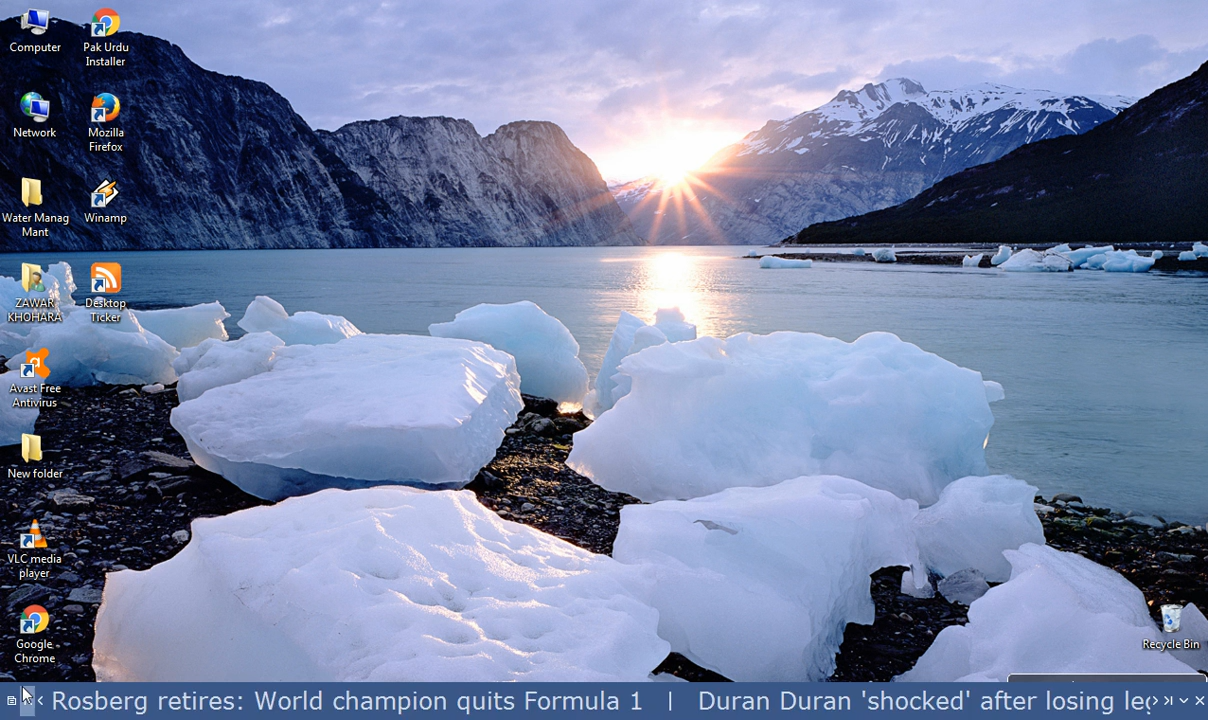 Computer
Pak Urdu
Installer
Network
Mozilla
Firefox
Water Manag
Mant
Winamp
ZAWAR
KHOHARA
Desktop
Ticker
Avast Free
Antivirus
New folder
VLC media
player
Google
Chrome
Recycle Bin
Rosberg retires: World champion quits Formula 1 | Duran Duran 'shocked' after losing leg